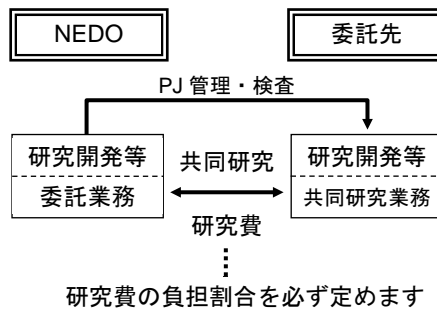 NEDO 委託先
PJ 管理・検査
研究開発等 共同研究 研究開発等
委託業務 共同研究業務
研究費
研究費の負担割合を必ず定めます